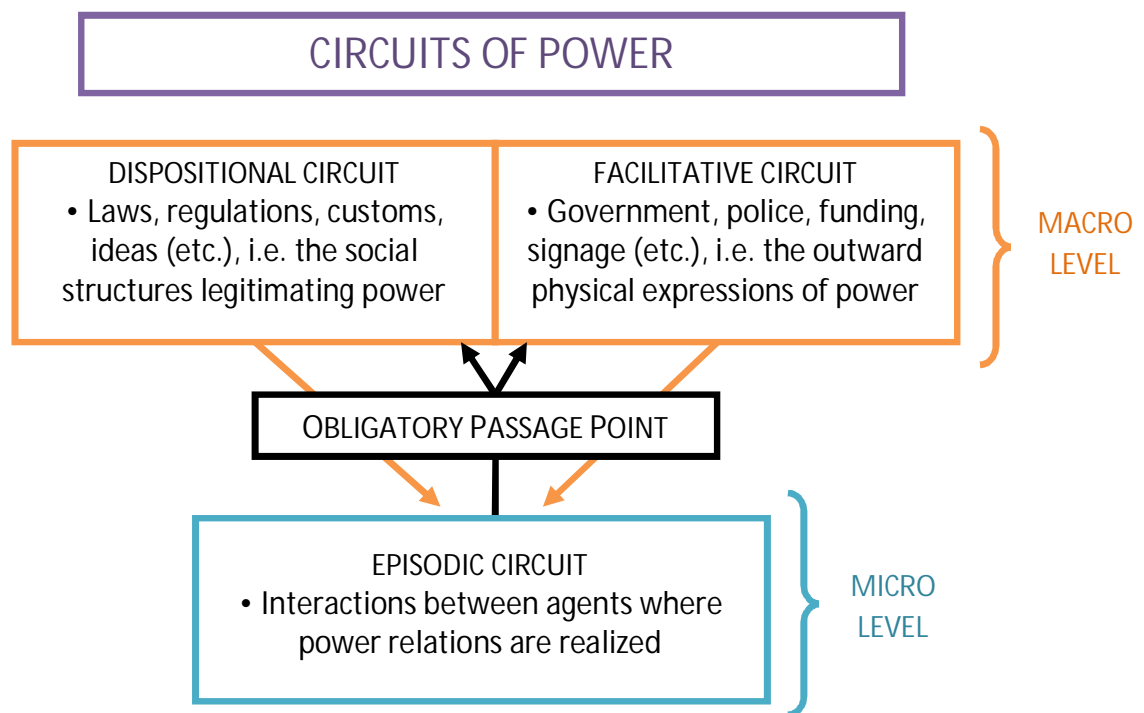 CIRCUITS OF POWER
DISPOSITIONAL CIRCUIT
• Laws, regulations, customs,
ideas (etc.), i.e. the social
structures legitimating power
FACILITATIVE CIRCUIT
• Government, police, funding,
signage (etc.), i.e. the outward
physical expressions of power
MACRO
LEVEL
OBLIGATORY PASSAGE POINT
EPISODIC CIRCUIT
• Interactions between agents where
power relations are realized
MICRO
LEVEL